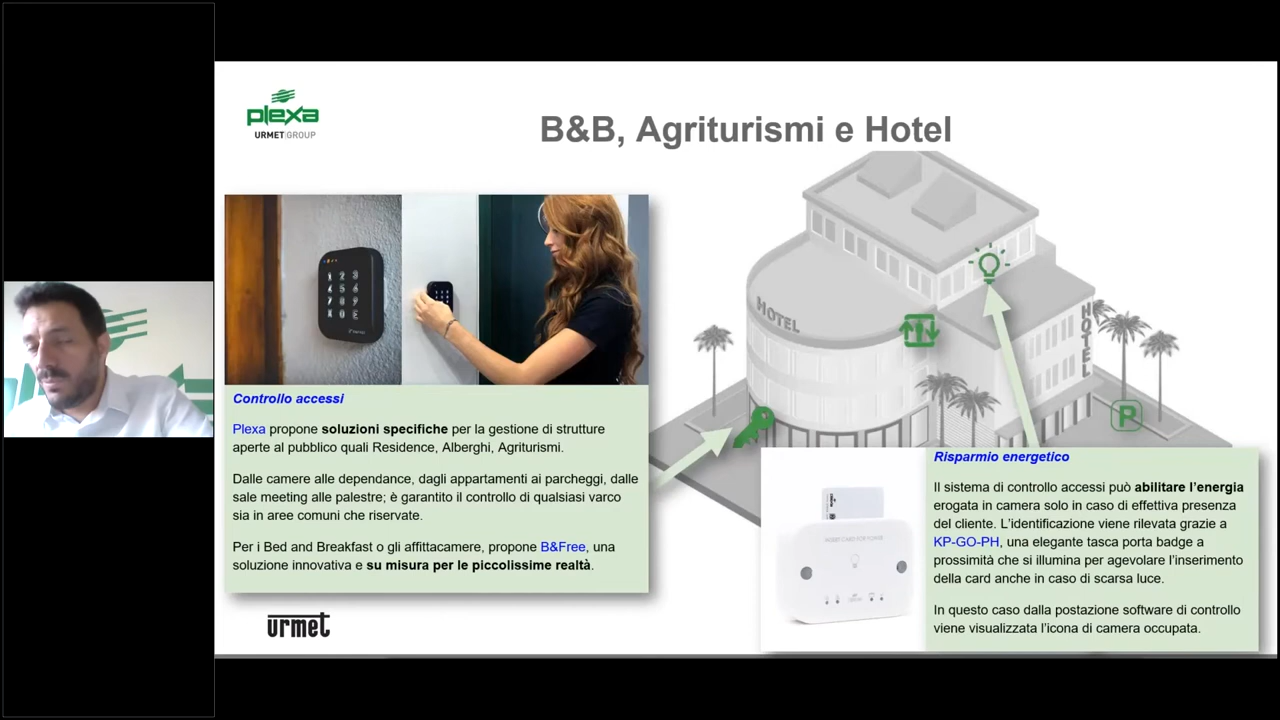 plexa
URMET GROUP
B&B, Agriturismi e Hotel
HOTEL
HOTEL
P
Controllo accessi
Plexa propone soluzioni specifiche per la gestione di strutture
aperte al pubblico quali Residence, Alberghi, Agriturismi.
Dalle camere alle dependance, dagli appartamenti ai parcheggi, dalle
sale meeting alle palestre; è garantito il controllo di qualsiasi varco
sia in aree comuni che riservate.
Per i Bed and Breakfast o gli affittacamere, propone B&Free, una
soluzione innovativa e su misura per le piccolissime realtà.
urmet
INSERT CARD FOR POWER
Risparmio energetico
Il sistema di controllo accessi può abilitare l’energia
erogata in camera solo in caso di effettiva presenza
del cliente. L’identificazione viene rilevata grazie a
KP-GO-PH, una elegante tasca porta badge a
prossimità che si illumina per agevolare l’inserimento
della card anche in caso di scarsa luce.
In questo caso dalla postazione software di controllo
viene visualizzata l’icona di camera occupata.